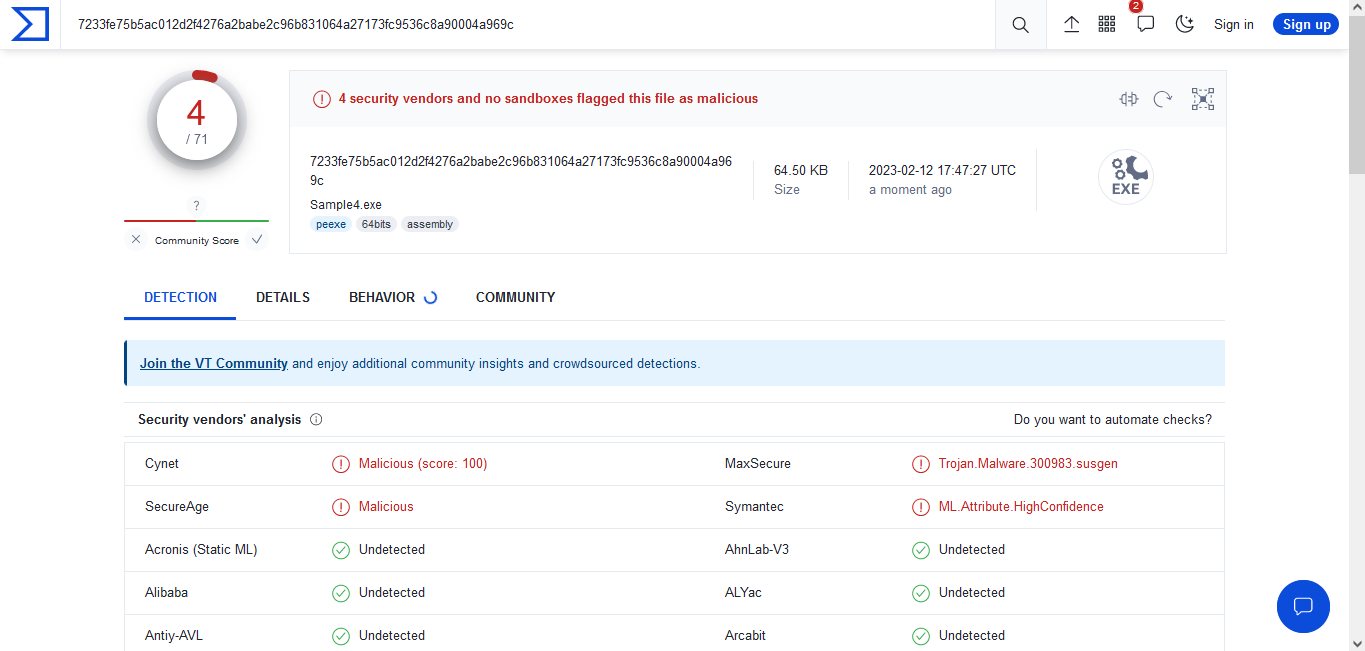 7233fe75b5ac012d2f4276a2babe2c96b831064a27173fc9536c8a90004a969c
2
Sign in
Sign up
4
/ 71
?
Community Score
4 security vendors and no sandboxes flagged this file as malicious
7233fe75b5ac012d2f4276a2babe2c96b831064a27173fc9536c8a90004a96
9c
Sample4.exe
peexe 64bits assembly
64.50 KB
Size
2023-02-12 17:47:27 UTC
a moment ago
EXE
DETECTION DETAILS BEHAVIOR COMMUNITY
Join the VT Community and enjoy additional community insights and crowdsourced detections.
Security vendors' analysis Do you want to automate checks?
Cynet Malicious (score: 100) MaxSecure Trojan.Malware.300983.susgen
SecureAge Malicious Symantec ML.Attribute.HighConfidence
Acronis (Static ML) Undetected AhnLab-V3 Undetected
Alibaba Undetected ALYac Undetected
Antiy-AVL Undetected Arcabit Undetected